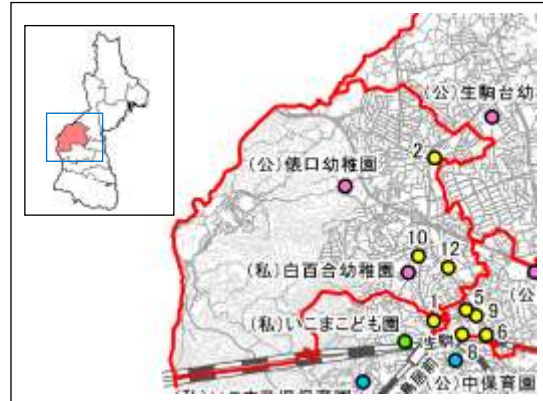 (公)生駒台幼
2
(公)俵口幼稚園
10
12
(私)白百合幼稚園
(公
5
1
9
(私)いこまこども園
生駒
6
8
(公)中保育園